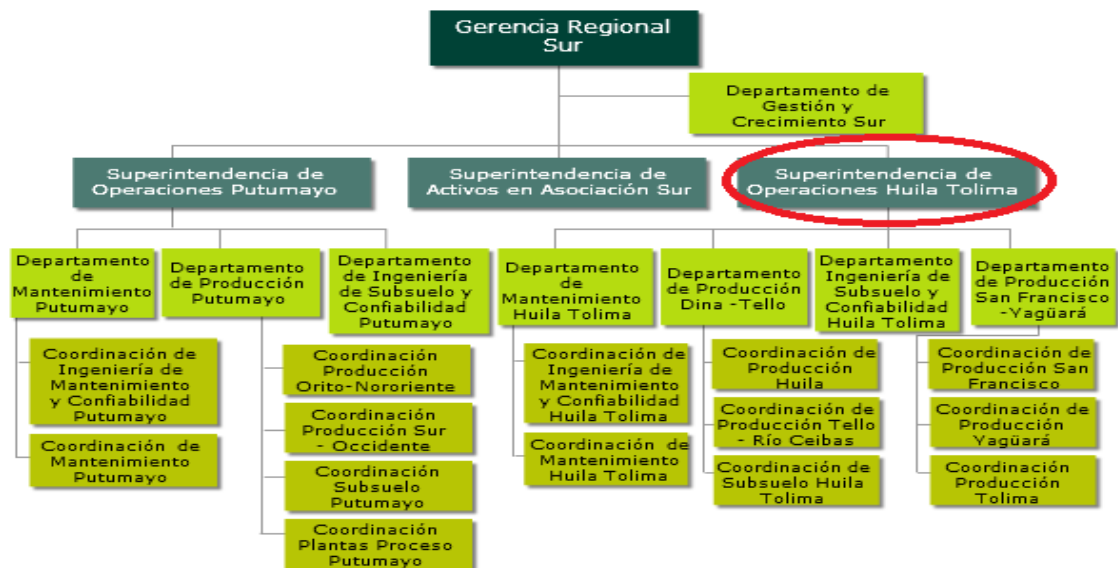 Gerencia Regional
Sur
Departamento de
Gestión y
Crecimiento Sur
Superintendencia de
Operaciones Putumayo
Superintendencia de
Activos en Asociación Sur
Superintendencia de
Operaciones Huila Tolima
Departamento
de
Mantenimiento
Putumayo
Departamento
de Producción
Putumayo
Departamento
de Ingeniería
de Subsuelo y
Confiabilidad
Putumayo
Departamento
de
Mantenimiento
Huila Tolima
Departamento
de Producción
Dina -Tello
Departamento
Ingeniería de
Subsuelo y
Confiabilidad
Huila Tolima
Departamento
de Producción
San Francisco
-Yagüará
Coordinación de
Ingeniería de
Mantenimiento
y Confiabilidad
Putumayo
Coordinación de
Mantenimiento
Putumayo
Coordinación
Producción
Orito-Nororiente
Coordinación
Producción Sur
- Occidente
Coordinación
Subsuelo
Putumayo
Coordinación
Plantas Proceso
Putumayo
Coordinación de
Ingeniería de
Mantenimiento
y Confiabilidad
Huila Tolima
Coordinación
de Mantenimiento
Huila Tolima
Coordinación de
Producción
Huila
Coordinación de
Producción Tello
- Río Ceibas
Coordinación de
Subsuelo Huila
Tolima
Coordinación de
Producción San
Francisco
Coordinación de
Producción
Yagüará
Coordinación
Producción
Tolima